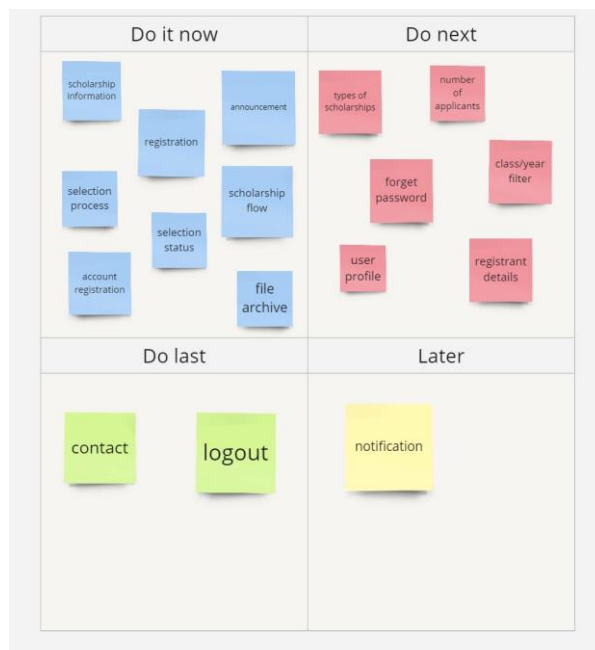 Do it now
scholarship
information
announcement
registration
selection
process
scholarship
flow
selection
status
account
registration
file
archive
Do next
types of
scholarships
number
of
applicants
class/year
filter
forget
password
user
profile
registrant
details
Do last
contact
logout
Later
notification